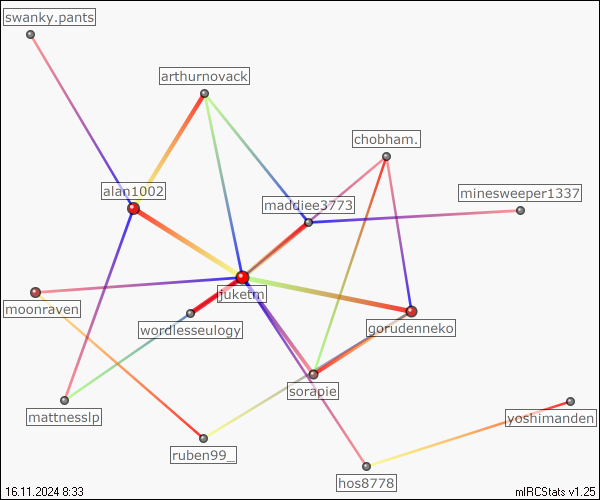 swanky.pants
arthurnovack
chobham.
alan1002
minesweeper1337
maddiee3773
juketm
moonraven
wordlesseulogy
gorudenneko
sorapie
mattnesslp
yoshimanden
ruben99_
hos8778
16.11.2024 8:33
mIRCStats v1.25